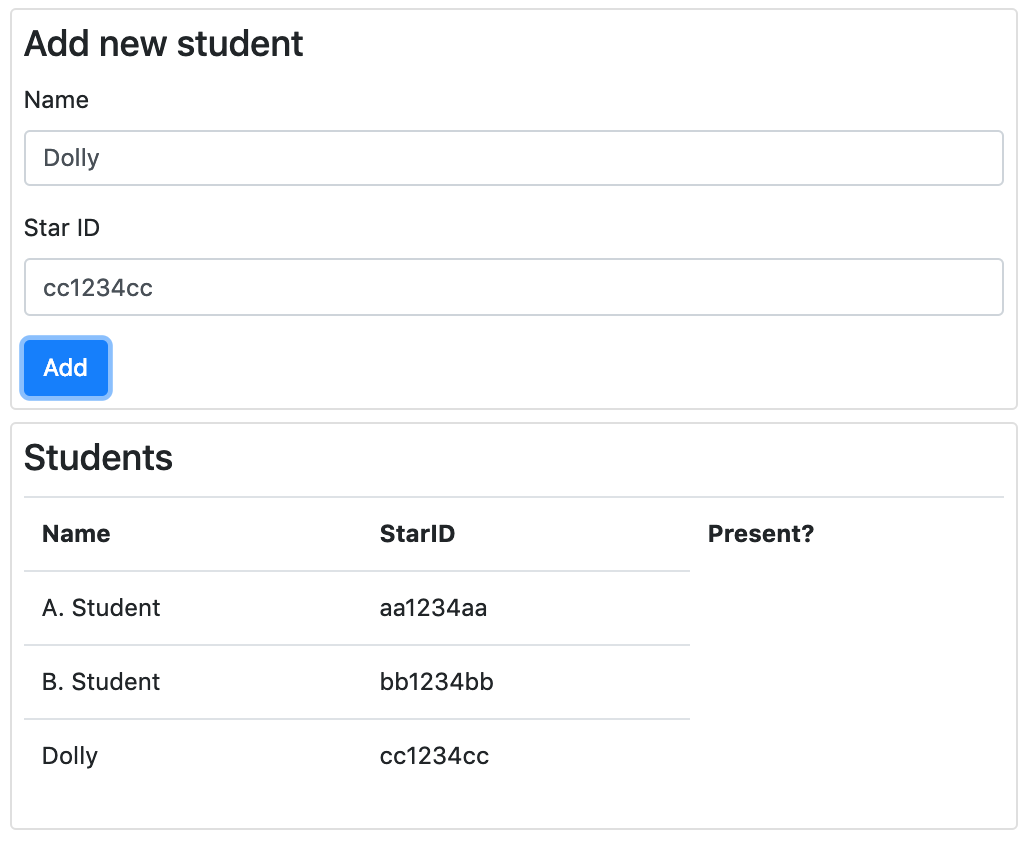 Add new student
Name
Dolly
Star ID
cc1234cc
Add
Students
Name StarID Present?
A. Student aa1234aa
B. Student bb1234bb
Dolly cc1234cc